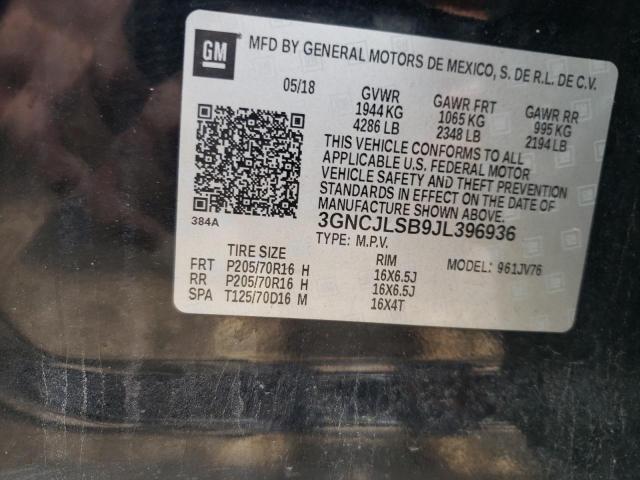 GM
MFD BY GENERAL MOTORS DE MEXICO, S. DE R.L. DE C.V.
05/18 GVWR GAWR FRT GAWR RR
1944 KG 1065 KG 995 KG
4286 LB 2348 LB 2194 LB
THIS VEHICLE CONFORMS TO ALL
APPLICABLE U.S. FEDERAL MOTOR
VEHICLE SAFETY AND THEFT PREVENTION
STANDARDS IN EFFECT ON THE DATE OF
MANUFACTURE SHOWN ABOVE.
384A 3GNCJLSB9JL396936
TYPE: M.P.V.
TIRE SIZE RIM MODEL: 961JV76
FRT P205/70R16 H 16X6.5J
RR P205/70R16 H 16X6.5J
SPA T125/70D16 M 16X4T